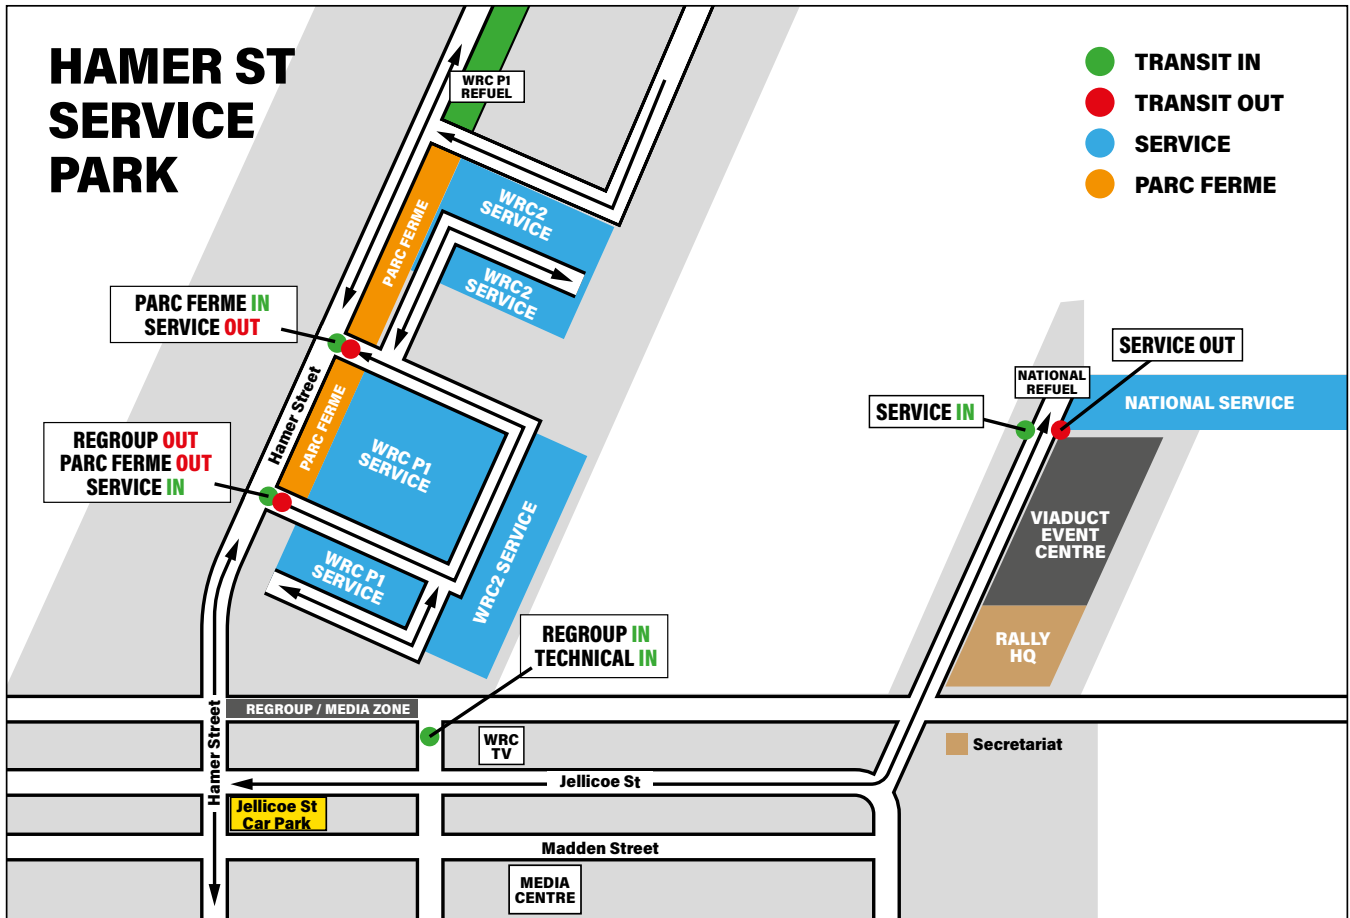 HAMER ST
SERVICE
PARK
TRANSIT IN
TRANSIT OUT
SERVICE
PARC FERME
WRC P1
REFUEL
WRC2
SERVICE
PARC FERME
WRC2
SERVICE
PARC FERME IN
SERVICE OUT
Hamer Street
PARC FERME
WRC P1
SERVICE
REGROUP OUT
PARC FERME OUT
SERVICE IN
WRC P1
SERVICE
WRC2 SERVICE
REGROUP IN
TECHNICAL IN
SERVICE OUT
NATIONAL
REFUEL
NATIONAL SERVICE
SERVICE IN
VIADUCT
EVENT
CENTRE
RALLY
HQ
REGROUP / MEDIA ZONE
Hamer Street
WRC
TV
Secretariat
Jellicoe St
Jellicoe St
Car Park
Madden Street
MEDIA
CENTRE